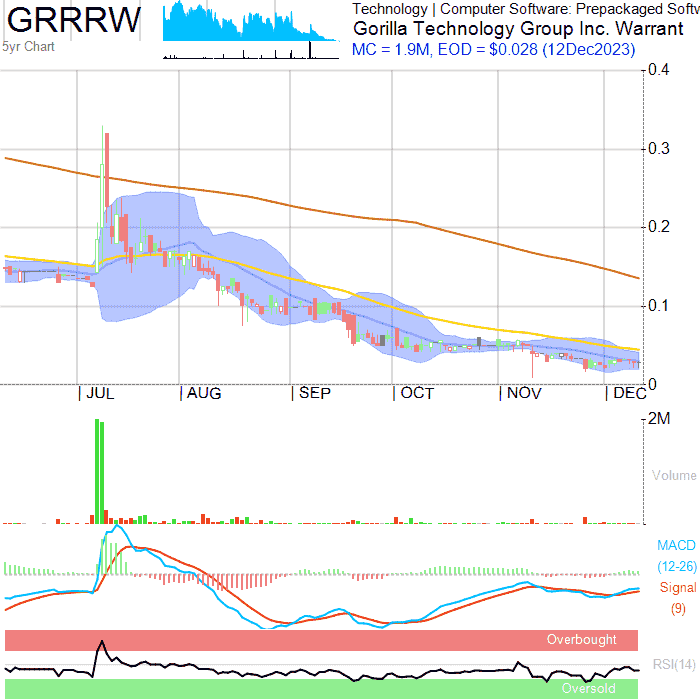 GRRRW
5yr Chart
Technology | Computer Software: Prepackaged Softw
Gorilla Technology Group Inc. Warrant
MC = 1.9M, EOD = $0.028 (12Dec2023)
0.4
0.3
0.2
0.1
0
JUL AUG SEP OCT NOV DEC
2M
Volume
MACD
(12-26)
Signal
(9)
Overbought
RSI(14)
Oversold